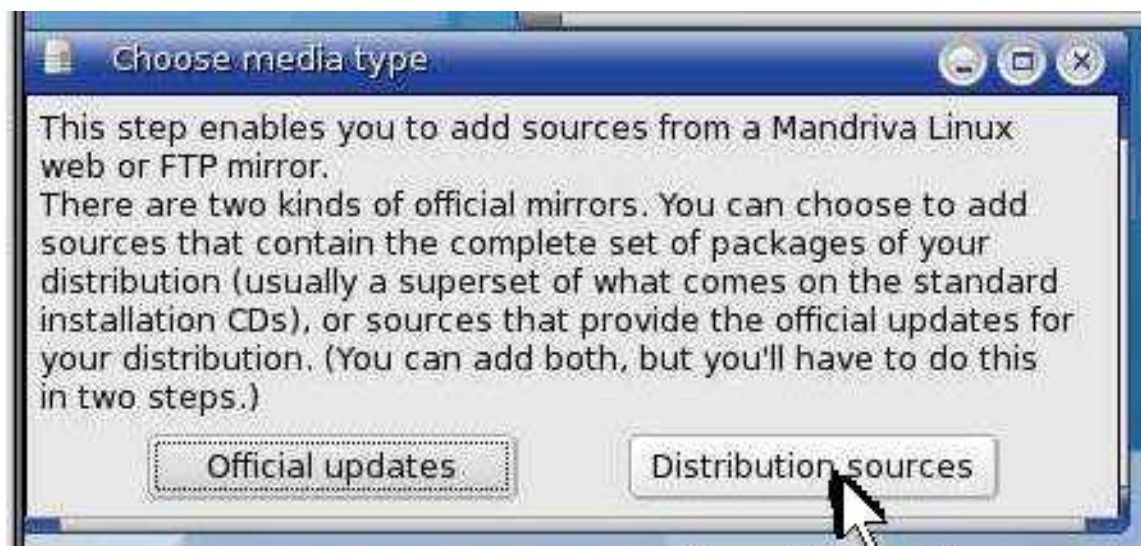 Choose media type
This step enables you to add sources from a Mandriva Linux
web or FTP mirror.
There are two kinds of official mirrors. You can choose to add
sources that contain the complete set of packages of your
distribution (usually a superset of what comes on the standard
installation CDs), or sources that provide the official updates for
your distribution. (You can add both, but you'll have to do this
in two steps.)
Official updates
Distribution sources